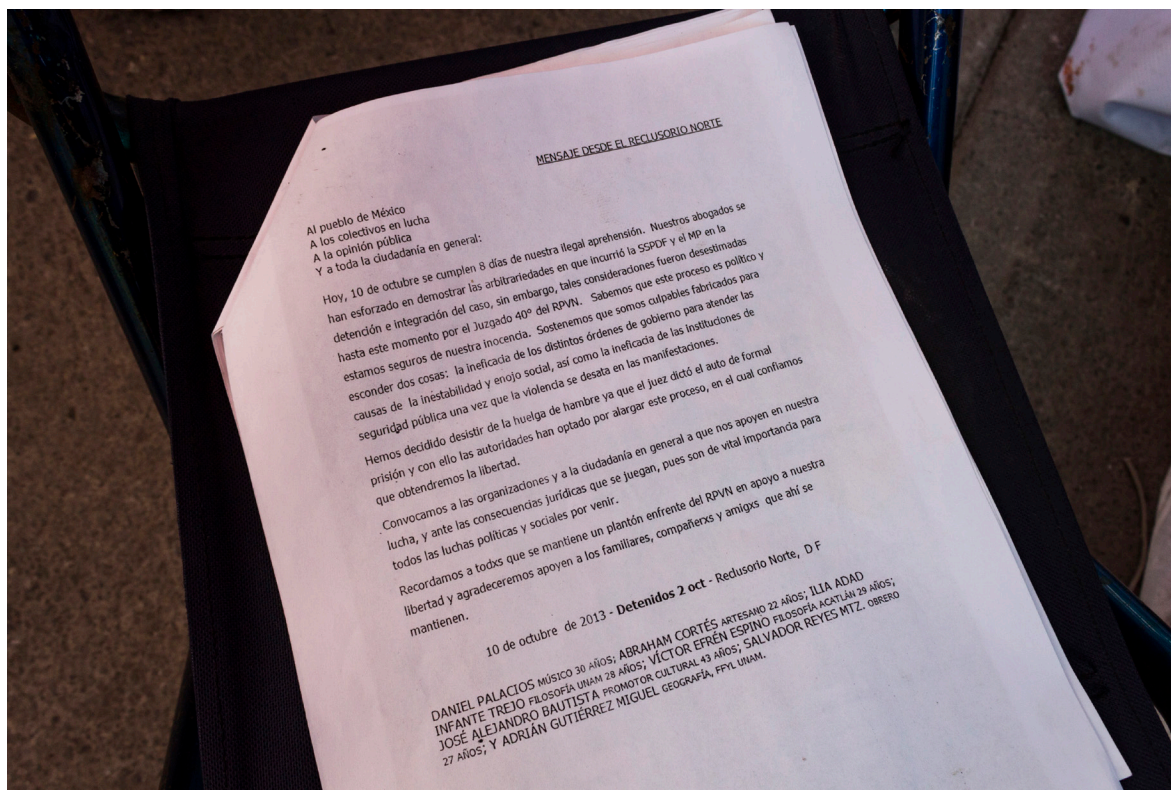 MENSAJE DESDE EL RECLUSORIO NORTE
Al pueblo de México
A los colectivos en lucha
A la opinión pública
Y a toda la ciudadanía en general:
Hoy, 10 de octubre se cumplen 8 días de nuestra ilegal aprehensión. Nuestros abogados se
han esforzado en demostrar las arbitrariedades en que incurrió la SSPDF y el MP en la
detención e integración del caso, sin embargo, tales consideraciones fueron desestimadas
hasta este momento por el Juzgado 40º del RPVN. Sabemos que este proceso es político y
estamos seguros de nuestra inocencia. Sostenemos que somos culpables fabricados para
esconder dos cosas: la ineficacia de los distintos órdenes de gobierno para atender las
causas de la inestabilidad y enojo social, así como la ineficacia de las instituciones de
seguridad pública una vez que la violencia se desata en las manifestaciones.
Hemos decidido desistir de la huelga de hambre ya que el juez dictó el auto de formal
prisión y con ello las autoridades han optado por alargar este proceso, en el cual confiamos
que obtendremos la libertad.
Convocamos a las organizaciones y a la ciudadanía en general a que nos apoyen en nuestra
lucha, y ante las consecuencias jurídicas que se juegan, pues son de vital importancia para
todos las luchas políticas y sociales por venir.
Recordamos a todxs que se mantiene un plantón enfrente del RPVN en apoyo a nuestra
libertad y agradeceremos apoyen a los familiares, compañerxs y amigxs que ahí se
mantienen.
10 de octubre de 2013 - Detenidos 2 oct - Reclusorio Norte, D F
DANIEL PALACIOS MÚSICO 30 AÑOS; ABRAHAM CORTÉS ARTESANO 22 AÑOS; ILIA ADAD
INFANTE TREJO FILOSOFÍA UNAM 28 AÑOS; VÍCTOR EFRÉN ESPINO FILOSOFÍA ACATLÁN 29 AÑOS;
JOSÉ ALEJANDRO BAUTISTA PROMOTOR CULTURAL 43 AÑOS; SALVADOR REYES MTZ. OBRERO
27 AÑOS; Y ADRIÁN GUTIÉRREZ MIGUEL GEOGRAFÍA, FFYL UNAM.